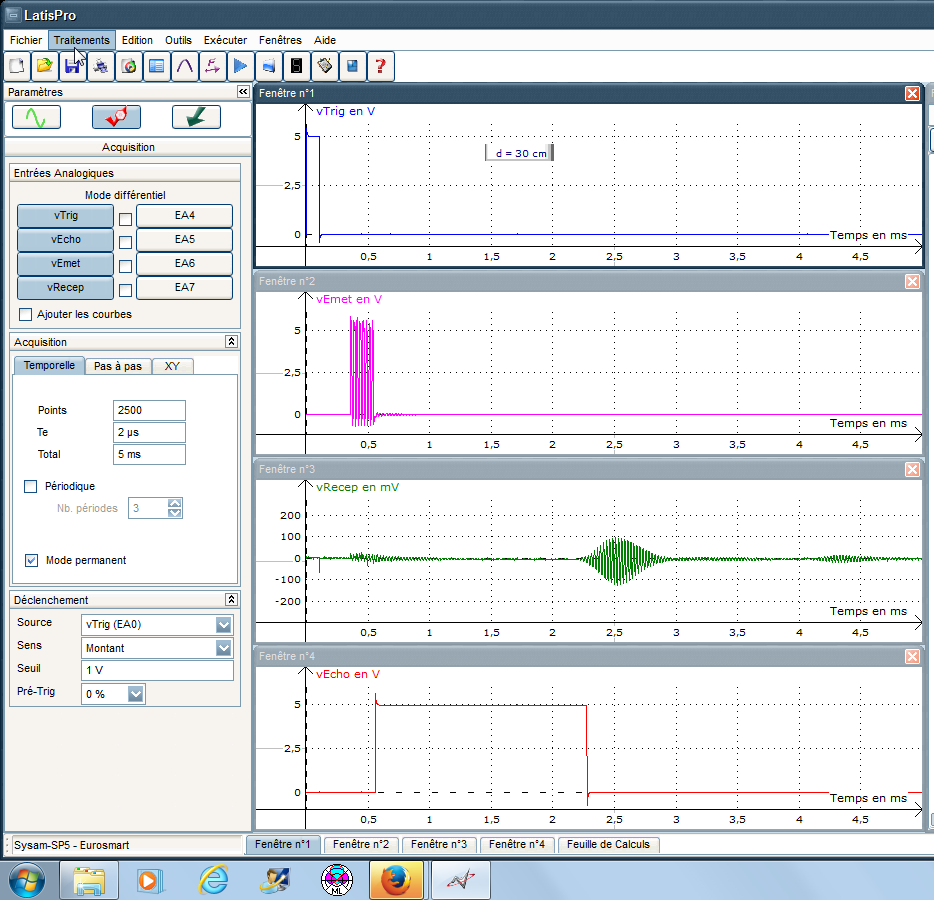 LatisPro
Fichier Traitements Edition Outils Exécuter Fenêtres Aide
Paramètres
Acquisition
Entrées Analogiques
Mode différentiel
vTrig EA4
vEcho EA5
vEmet EA6
vRecep EA7
Ajouter les courbes
Acquisition
Temporelle Pas à pas XY
Points 2500
Te 2 µs
Total 5 ms
Périodique
Nb. périodes 3
Mode permanent
Déclenchement
Source vTrig (EA0)
Sens Montant
Seuil 1 V
Pré-Trig 0 %
Fenêtre n°1
vTrig en V
d = 30 cm
5
2,5
0
Temps en ms
0,5 1 1,5 2 2,5 3 3,5 4 4,5
Fenêtre n°2
vEmet en V
5
2,5
0
Temps en ms
0,5 1 1,5 2 2,5 3 3,5 4 4,5
Fenêtre n°3
vRecep en mV
200
100
0
-100
-200
Temps en ms
0,5 1 1,5 2 2,5 3 3,5 4 4,5
Fenêtre n°4
vEcho en V
5
2,5
0
Temps en ms
0,5 1 1,5 2 2,5 3 3,5 4 4,5
Sysam-SP5 - Eurosmart
Fenêtre n°1 Fenêtre n°2 Fenêtre n°3 Fenêtre n°4 Feuille de Calculs
ML